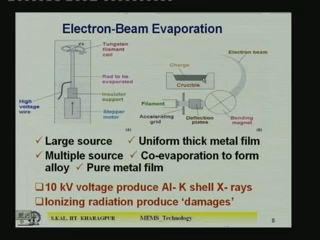 Electron-Beam Evaporation
Tungsten
filament
coil
Rod to be
evaporated
Insulator
support
High
voltage
wire
Stepper
motor
(a)
Electron beam
Charge
Crucible
Filament
Accelerating
grid
Deflection
plates
Bending
magnet
(b)
✓ Large source ✓ Uniform thick metal film
✓ Multiple source ✓ Co-evaporation to form
alloy ✓ Pure metal film
❑10 kV voltage produce Al- K shell X- rays
❑Ionizing radiation produce ‘damages’
S.KAL, IIT KHARAGPUR MEMS_Technology 8